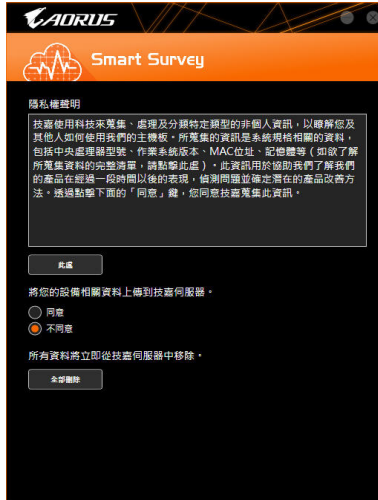 AORUS
Smart Survey
隱私權聲明
技嘉使用科技來蒐集、處理及分類特定類型的非個人資訊，以瞭解您及
其他人如何使用我們的主機板。所蒐集的資訊是系統規格相關的資料，
包括中央處理器型號、作業系統版本、MAC位址、記憶體等（如欲了解
所蒐集資料的完整清單，請點擊此處）。此資訊用於協助我們了解我們
的產品在經過一段時間以後的表現，偵測問題並確定潛在的產品改善方
法。透過點擊下面的「同意」鍵，您同意技嘉蒐集此資訊。
此處
將您的設備相關資料上傳到技嘉伺服器。
同意
不同意
所有資料將立即從技嘉伺服器中移除。
全部刪除